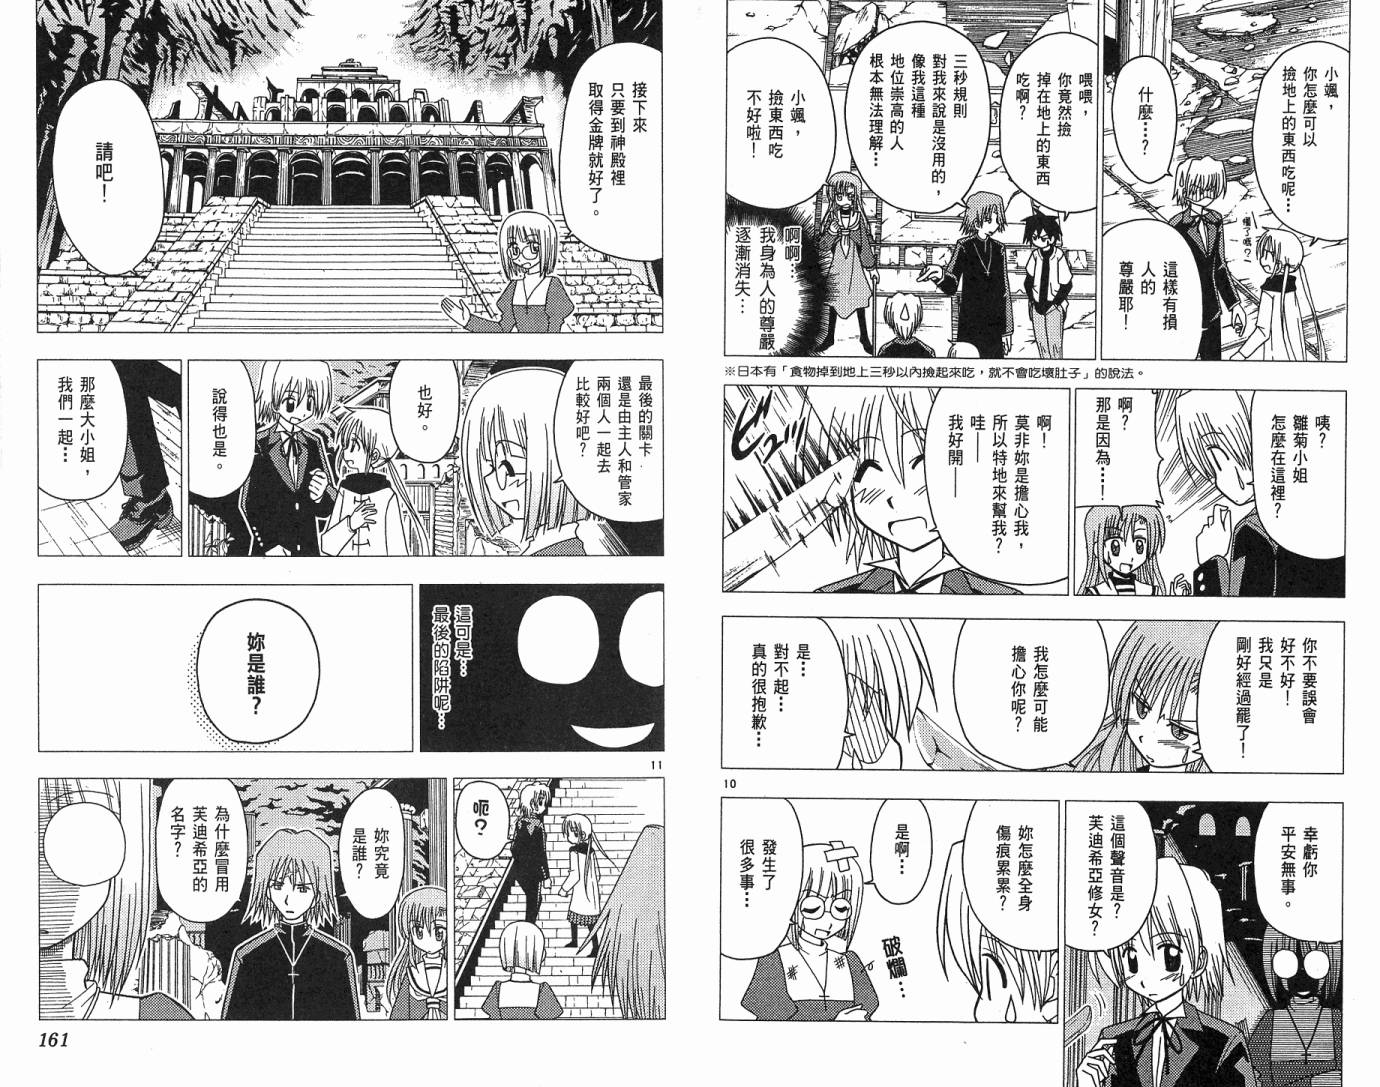 小颯，
你怎麼可以
撿地上的東西吃呢…
什麼…?
懂了嗎?
這樣有損
人的
尊嚴耶！
喂喂，
你竟然撿
掉在地上的東西
吃啊?
三秒規則
對我來說是沒用的，
像我這種
地位崇高的人
根本無法理解…
小颯，
撿東西吃
不好啦！
啊啊…
我身為人的尊嚴
逐漸消失…
※日本有「食物掉到地上三秒以內撿起來吃，就不會吃壞肚子」的說法。
咦?
雛菊小姐
怎麼在這裡?
啊?
那是因為…！
啊！
莫非妳是擔心我，
所以特地來幫我?
哇——
我好開——
ビュッ
你不要誤會
好不好！
我只是
剛好經過罷了！
我怎麼可能
擔心你呢?
是…
對不起…
真的很抱歉…
10
幸虧你
平安無事。
這個聲音是?
芙迪希亞修女?
妳怎麼全身
傷痕累累?
是啊…
破爛…
發生了
很多事…
接下來
只要到神殿裡
取得金牌就好了。
請吧！
最後的關卡
還是由主人和管家
兩個人一起去
比較好吧?
也好。
說得也是。
那麼大小姐，
我們一起…
這可是…
最後的陷阱呢…
妳是誰?
11
呃?
妳究竟
是誰?
為什麼冒用
芙迪希亞的
名字?
161